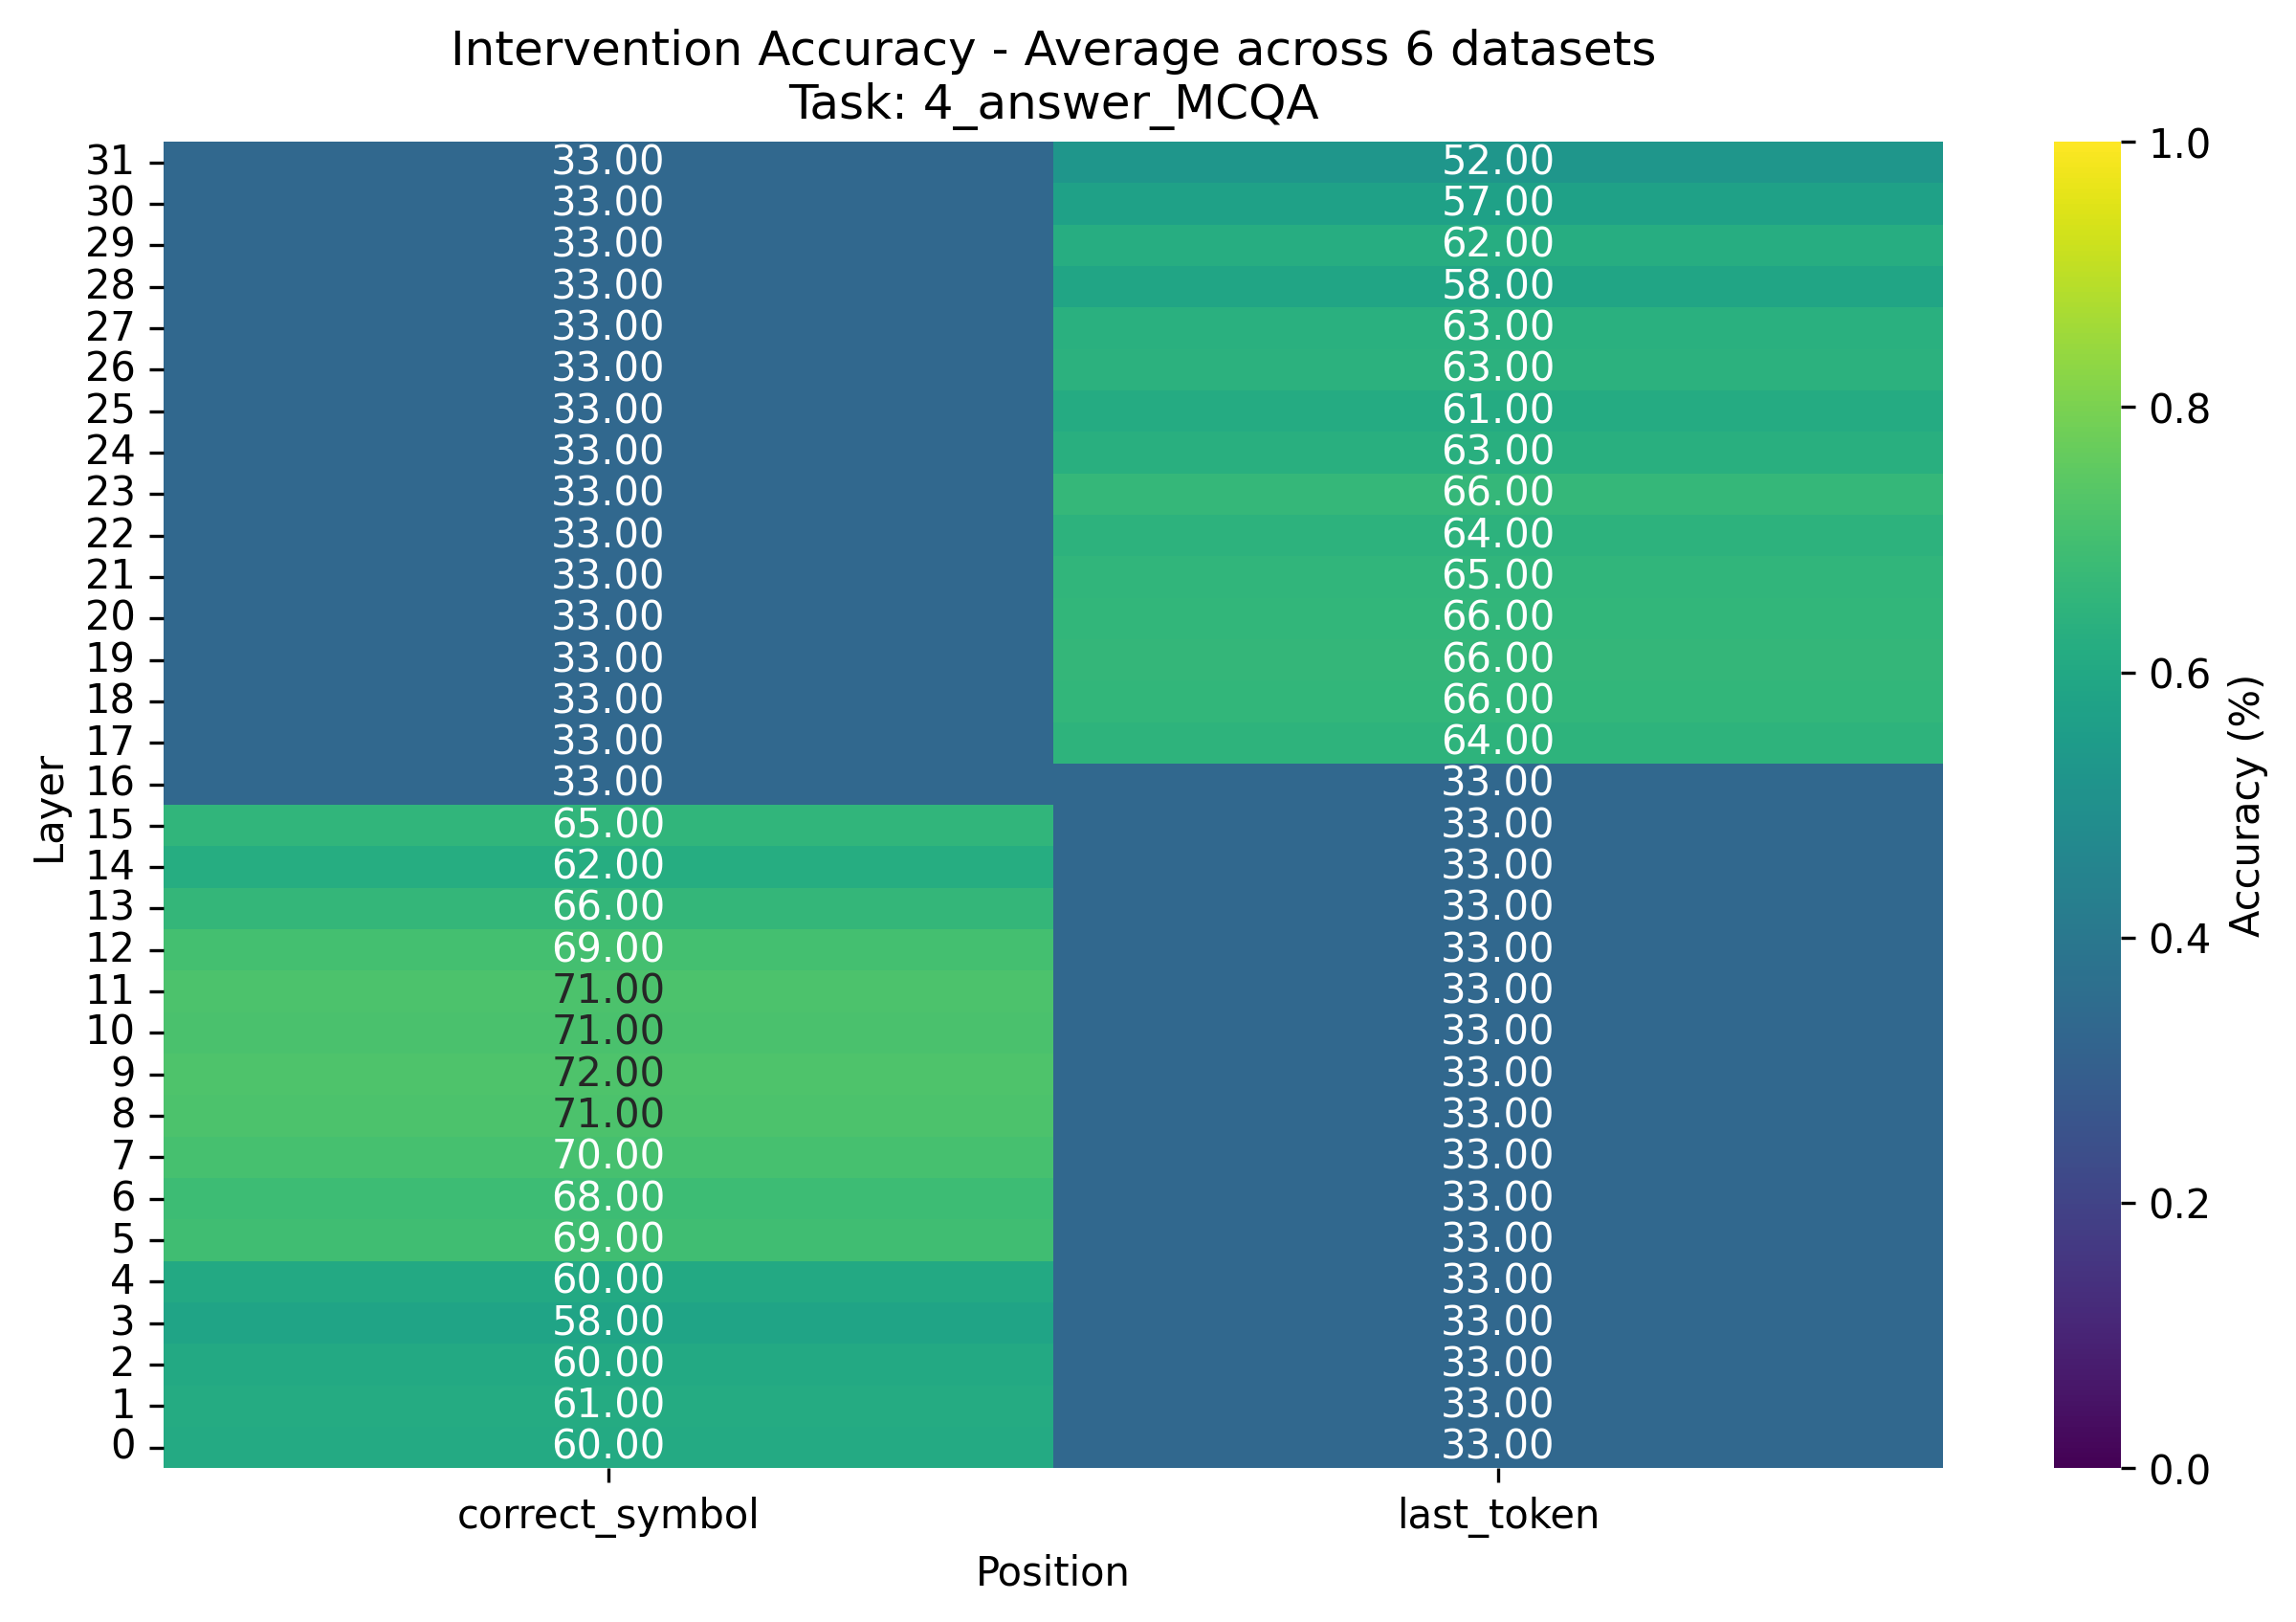 Intervention Accuracy - Average across 6 datasets
Task: 4_answer_MCQA
31 33.00 52.00
30 33.00 57.00
29 33.00 62.00
28 33.00 58.00
27 33.00 63.00
26 33.00 63.00
25 33.00 61.00
24 33.00 63.00
23 33.00 66.00
22 33.00 64.00
21 33.00 65.00
20 33.00 66.00
19 33.00 66.00
18 33.00 66.00
17 33.00 64.00
16 33.00 33.00
15 65.00 33.00
14 62.00 33.00
13 66.00 33.00
12 69.00 33.00
11 71.00 33.00
10 71.00 33.00
9 72.00 33.00
8 71.00 33.00
7 70.00 33.00
6 68.00 33.00
5 69.00 33.00
4 60.00 33.00
3 58.00 33.00
2 60.00 33.00
1 61.00 33.00
0 60.00 33.00
Layer
correct_symbol last_token
Position
1.0
0.8
0.6
0.4
0.2
0.0
Accuracy (%)